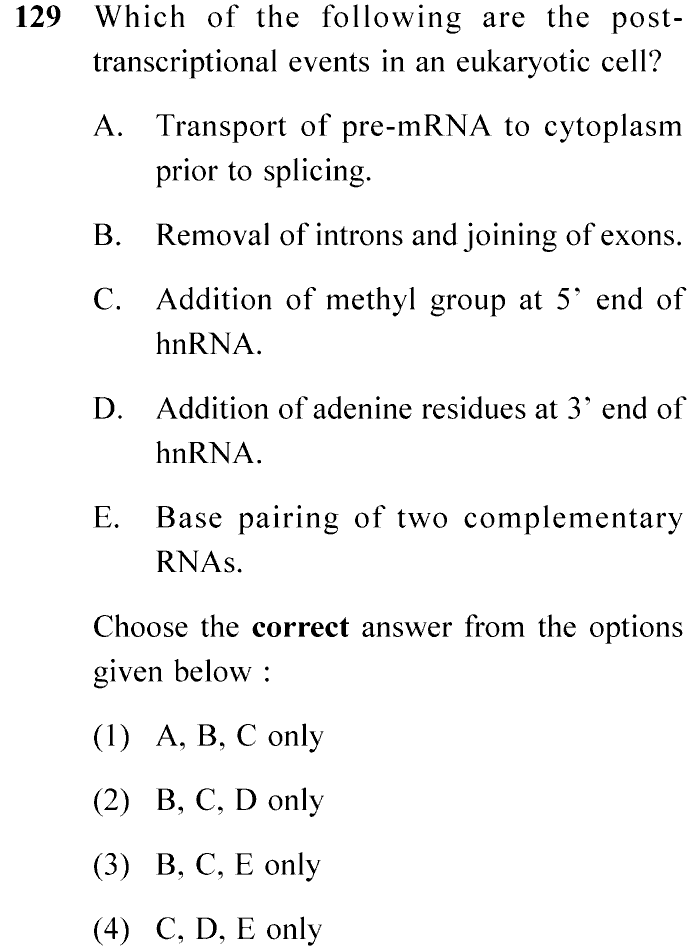 129 Which of the following are the post-
transcriptional events in an eukaryotic cell?
A. Transport of pre-mRNA to cytoplasm
prior to splicing.
B. Removal of introns and joining of exons.
C. Addition of methyl group at 5’ end of
hnRNA.
D. Addition of adenine residues at 3’ end of
hnRNA.
E. Base pairing of two complementary
RNAs.
Choose the correct answer from the options
given below :
(1) A, B, C only
(2) B, C, D only
(3) B, C, E only
(4) C, D, E only